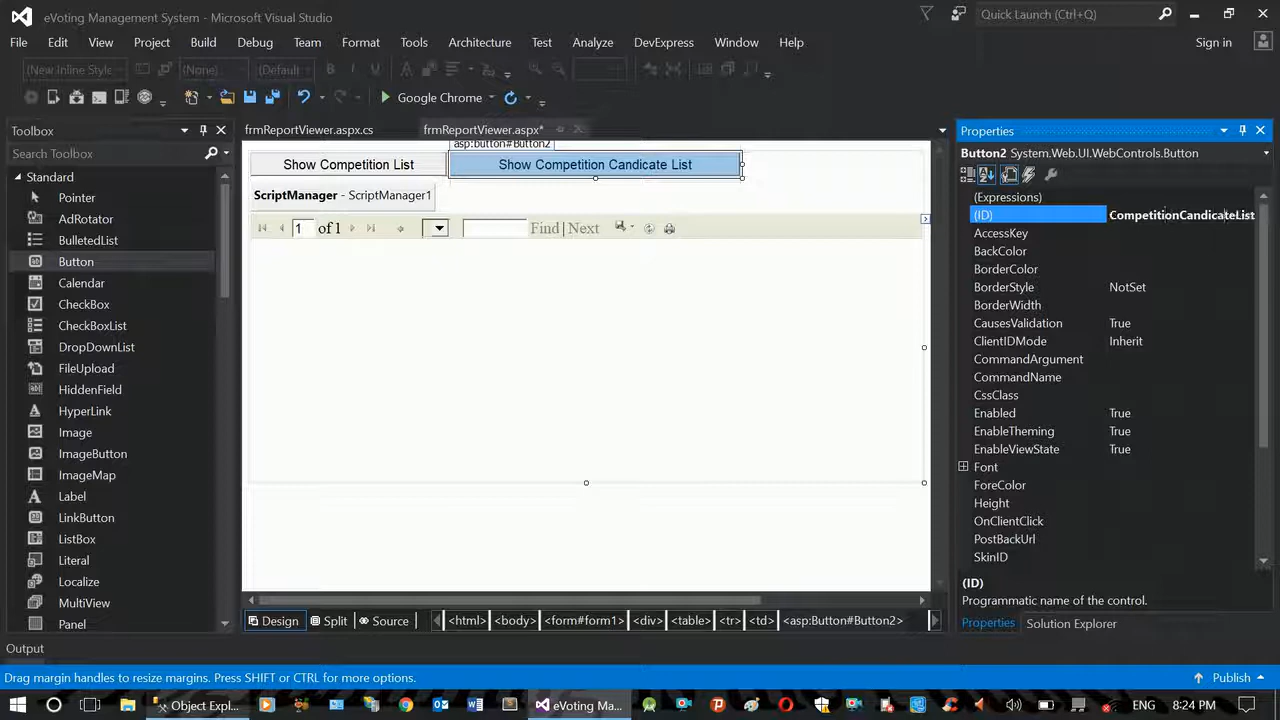 eVoting Management System - Microsoft Visual Studio
Quick Launch (Ctrl+Q)
File Edit View Project Build Debug Team Format Tools Architecture Test Analyze DevExpress Window Help
Sign in
(New Inline Style (None) (Default) B I U A
Google Chrome
Toolbox
Search Toolbox
Standard
Pointer
AdRotator
BulletedList
Button
Calendar
CheckBox
CheckBoxList
DropDownList
FileUpload
HiddenField
HyperLink
Image
ImageButton
ImageMap
Label
LinkButton
ListBox
Literal
Localize
MultiView
Panel
frmReportViewer.aspx.cs
frmReportViewer.aspx*
asp:button#Button2
Show Competition List
Show Competition Candicate List
ScriptManager - ScriptManager1
1 of 1 Find | Next
Design Split Source <html> <body> <form#form1> <div> <table> <tr> <td> <asp:Button#Button2>
Properties
Button2 System.Web.UI.WebControls.Button
(Expressions)
(ID) CompetitionCandicateList
AccessKey
BackColor
BorderColor
BorderStyle NotSet
BorderWidth
CausesValidation True
ClientIDMode Inherit
CommandArgument
CommandName
CssClass
Enabled True
EnableTheming True
EnableViewState True
Font
ForeColor
Height
OnClientClick
PostBackUrl
SkinID
(ID)
Programmatic name of the control.
Properties Solution Explorer
Output
Drag margin handles to resize margins. Press SHIFT or CTRL for more options.
Publish
Object Expl...
eVoting Ma...
ENG 8:24 PM